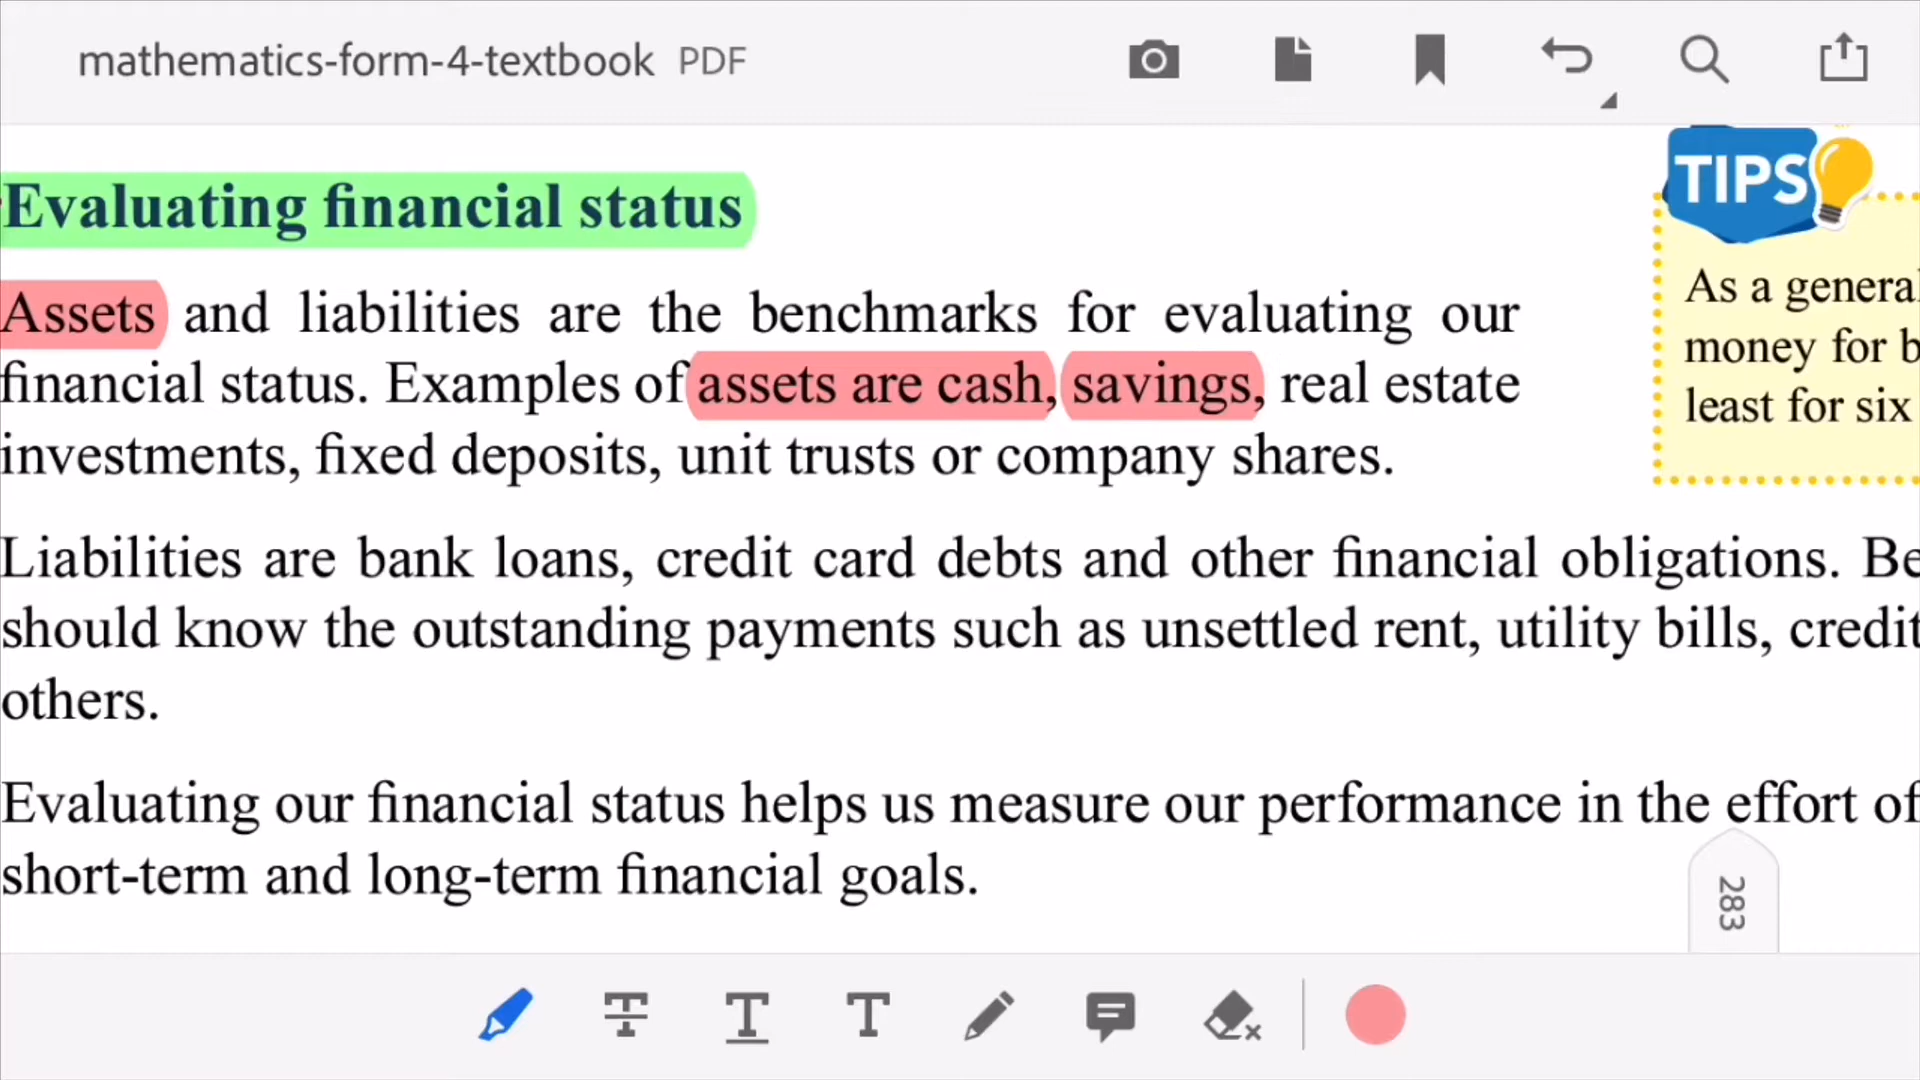 mathematics-form-4-textbook PDF
TIPS
Evaluating financial status
As a general
money for b
least for six
Assets and liabilities are the benchmarks for evaluating our
financial status. Examples of assets are cash, savings, real estate
investments, fixed deposits, unit trusts or company shares.
Liabilities are bank loans, credit card debts and other financial obligations. Be
should know the outstanding payments such as unsettled rent, utility bills, credit
others.
Evaluating our financial status helps us measure our performance in the effort of
short-term and long-term financial goals.
283
T
T
T